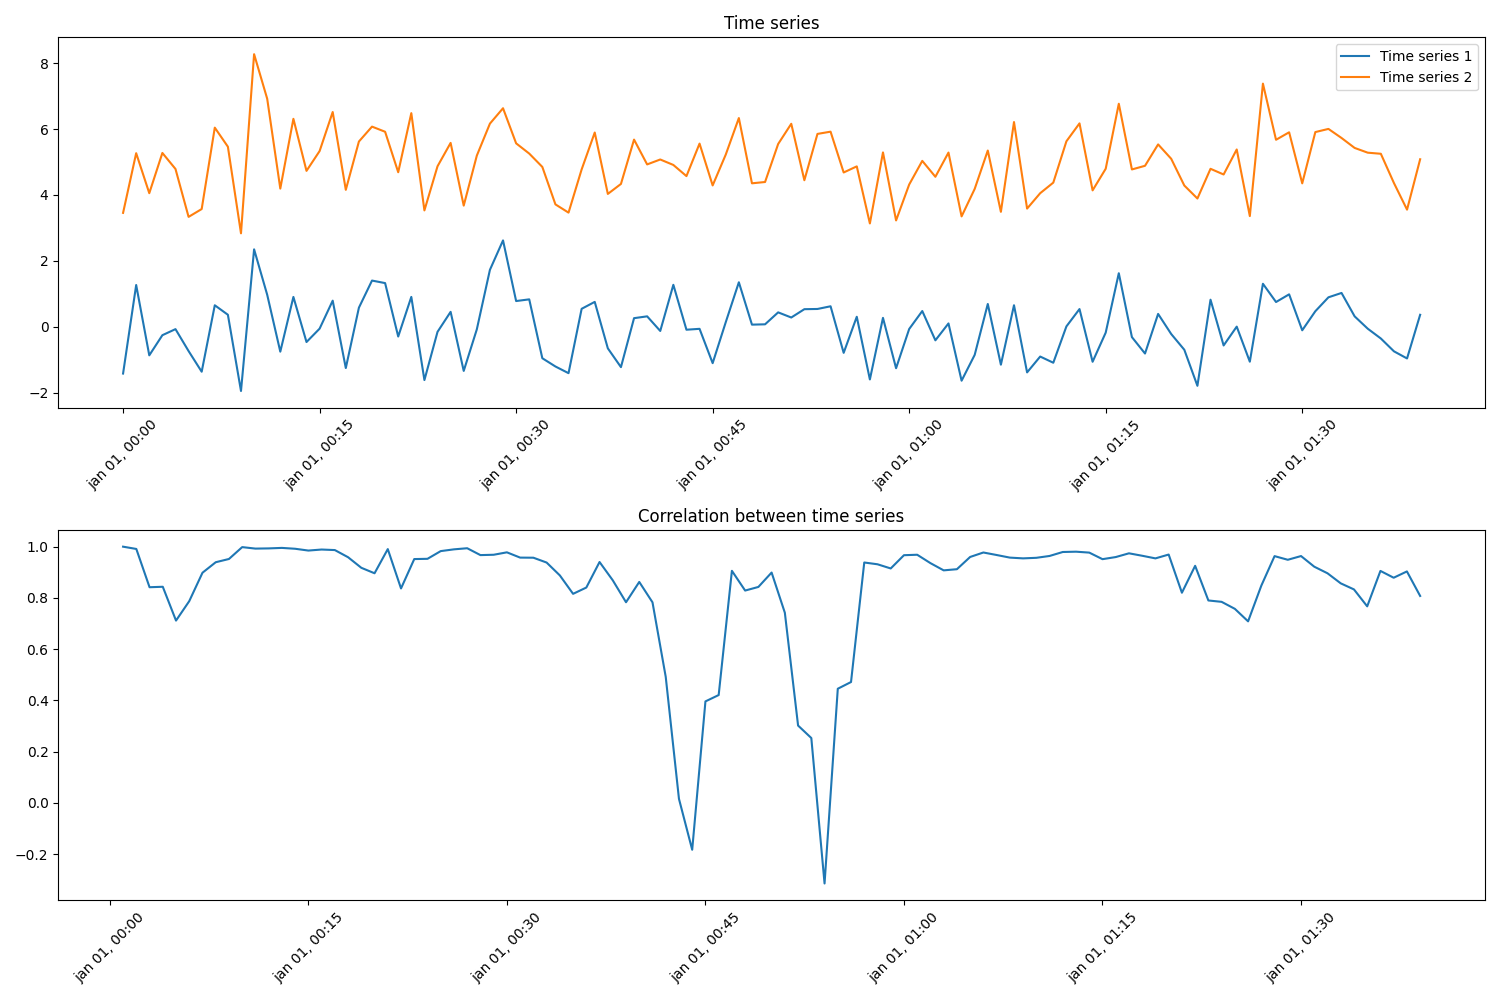 Time series
8
6
4
2
0
−2
Time series 1
Time series 2
jan 01, 00:00
jan 01, 00:15
jan 01, 00:30
jan 01, 00:45
jan 01, 01:00
jan 01, 01:15
jan 01, 01:30
Correlation between time series
1.0
0.8
0.6
0.4
0.2
0.0
−0.2
jan 01, 00:00
jan 01, 00:15
jan 01, 00:30
jan 01, 00:45
jan 01, 01:00
jan 01, 01:15
jan 01, 01:30